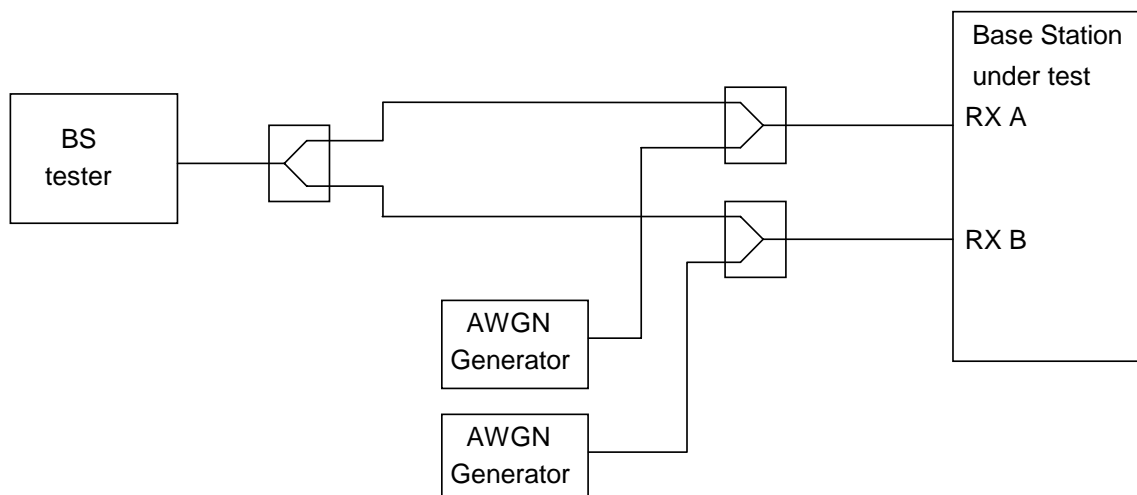 BS
tester
Base Station
under test
RX A
RX B
AWGN
Generator
AWGN
Generator